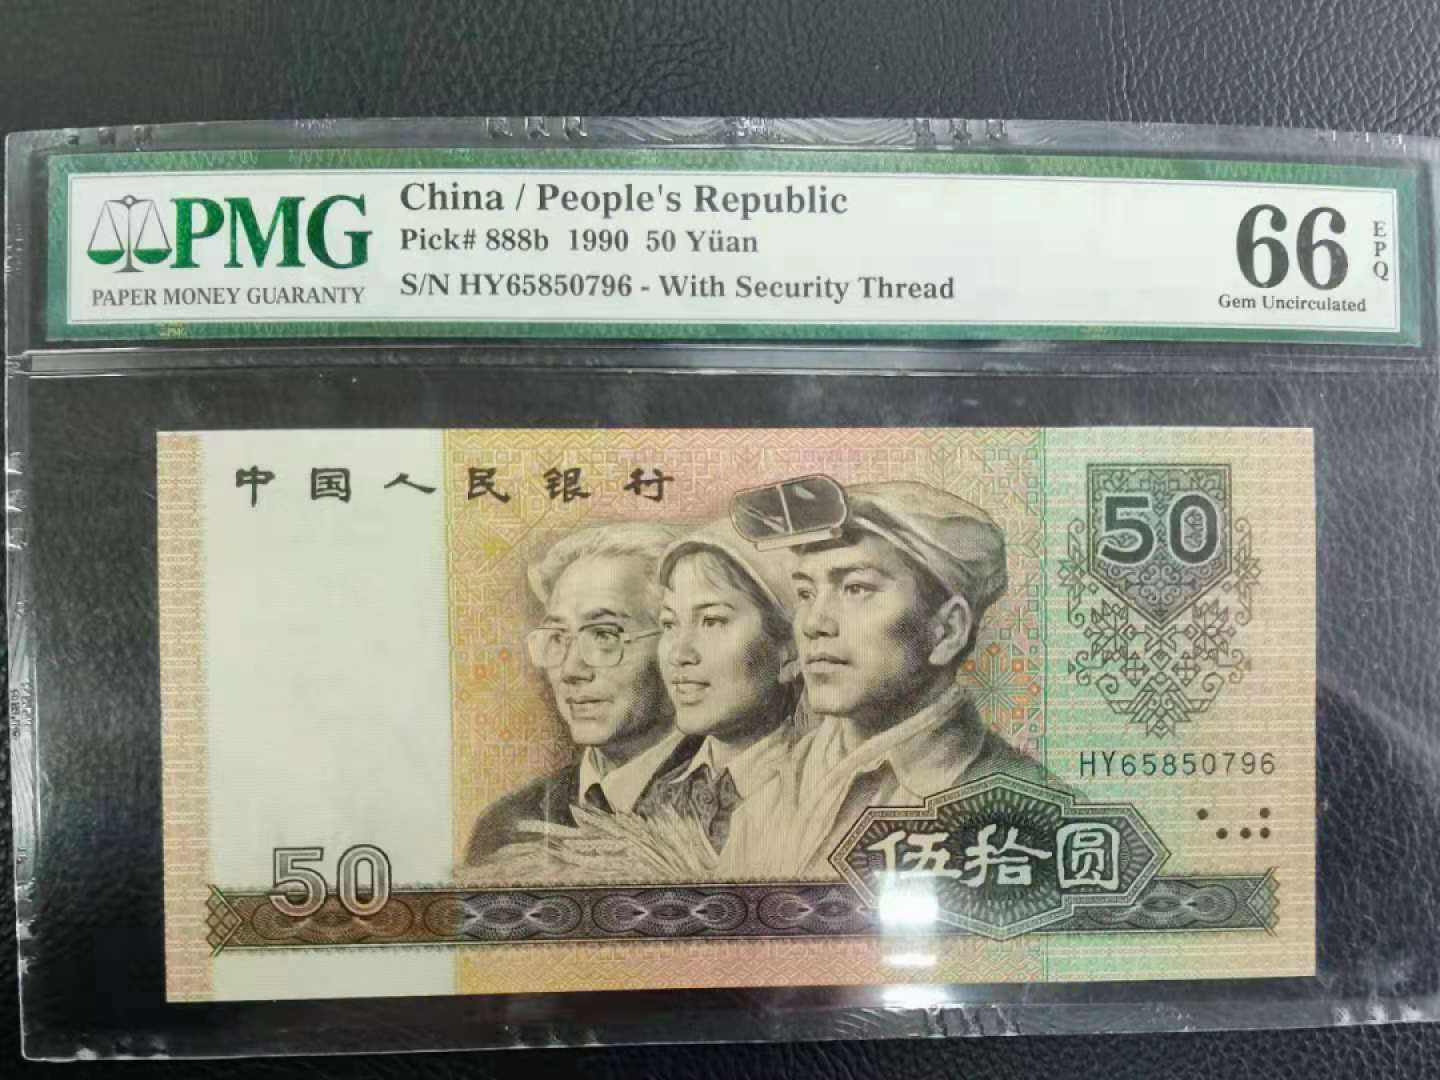 PMG
PAPER MONEY GUARANTY
China / People's Republic
Pick# 888b 1990 50 Yüan
S/N HY65850796 - With Security Thread
66
EPQ
Gem Uncirculated
中国人民银行
50
HY65850796
50
伍拾圆